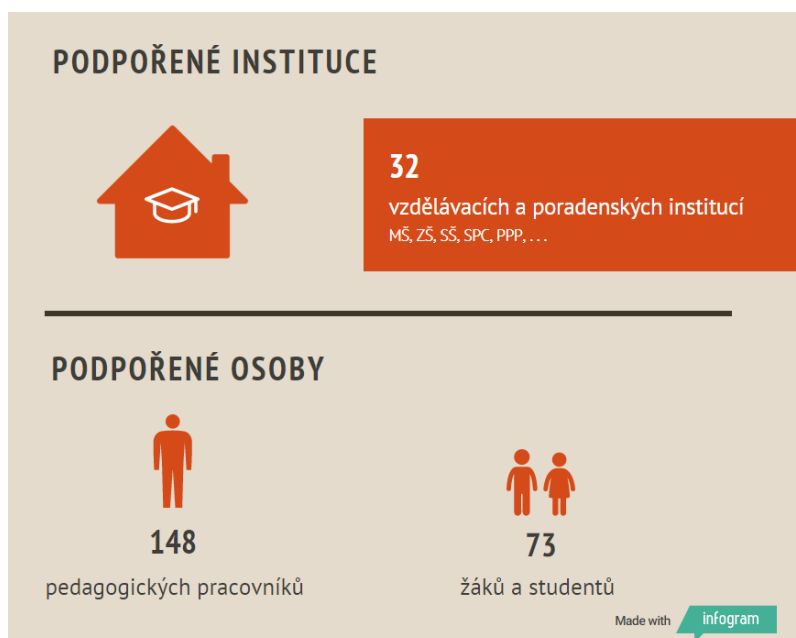 PODPOŘENÉ INSTITUCE
32
vzdělávacích a poradenských institucí
MŠ, ZŠ, SŠ, SPC, PPP, . . .
PODPOŘENÉ OSOBY
148
pedagogických pracovníků
73
žáků a studentů
Made with infogram